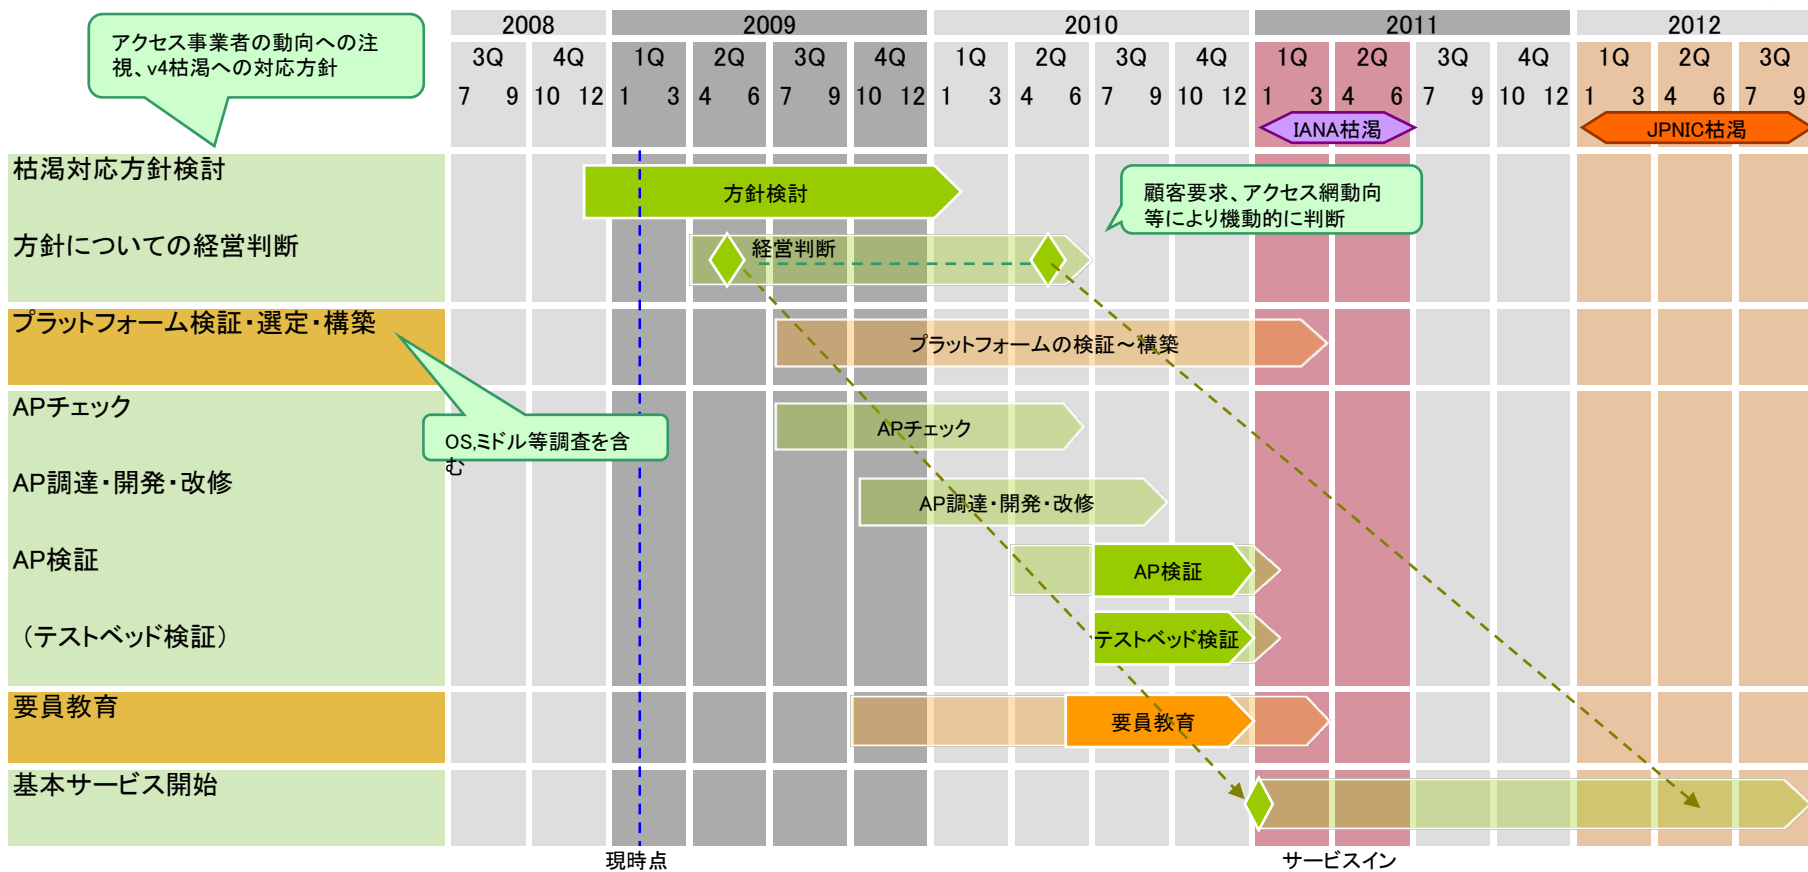 アクセス事業者の動向への注
視、v4枯渇への対応方針
2008 2009 2010 2011 2012
3Q 4Q 1Q 2Q 3Q 4Q 1Q 2Q 3Q 4Q 1Q 2Q 3Q 4Q 1Q 2Q 3Q
7 9 10 12 1 3 4 6 7 9 10 12 1 3 4 6 7 9 10 12 1 3 4 6 7 9 10 12 1 3 4 6 7 9
IANA枯渇 JPNIC枯渇
枯渇対応方針検討
方針検討
顧客要求、アクセス網動向
等により機動的に判断
方針についての経営判断
経営判断
プラットフォーム検証・選定・構築
プラットフォームの検証～構築
APチェック
APチェック
OS,ミドル等調査を含
む
AP調達・開発・改修
AP調達・開発・改修
AP検証
AP検証
（テストベッド検証）
テストベッド検証
要員教育
要員教育
基本サービス開始
現時点 サービスイン